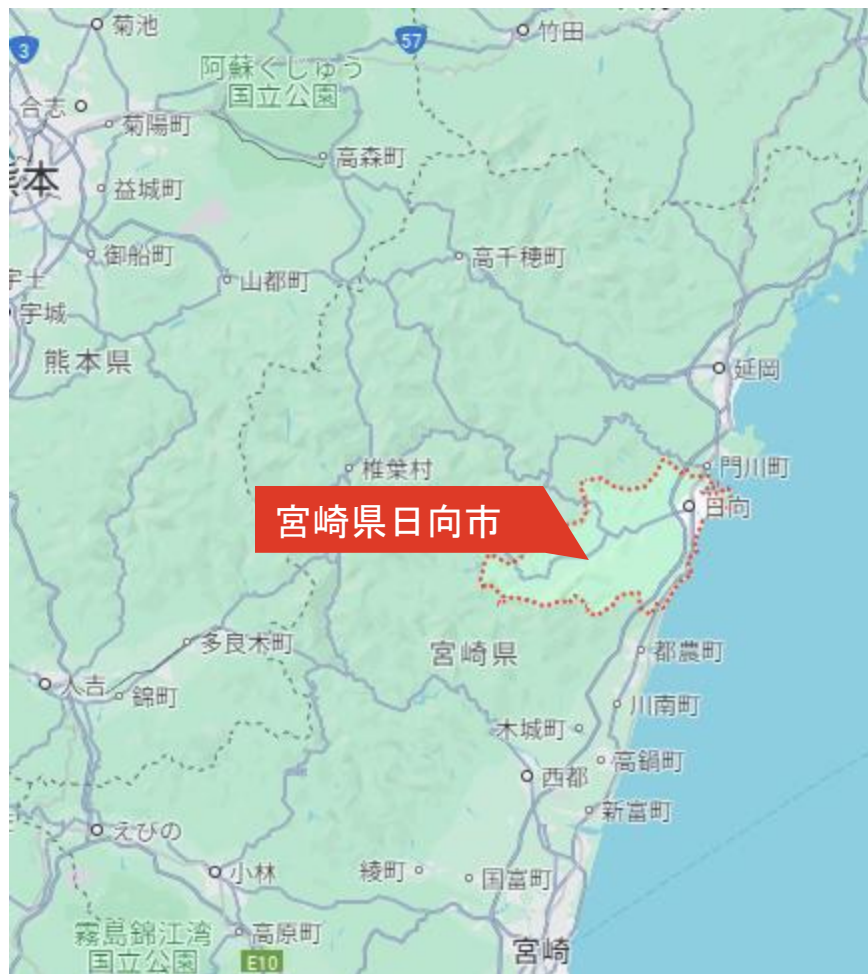 菊池
竹田
57
3
阿蘇くじゅう
国立公園
合志
菊陽町
高森町
熊本
益城町
御船町
高千穂町
宇土
山都町
宇城
熊本県
延岡
椎葉村
門川町
日向
宮崎県日向市
多良木町
宮崎県
都農町
人吉
錦町
川南町
木城町
高鍋町
西都
新富町
えびの
小林
綾町
国富町
霧島錦江湾
国立公園
高原町
宮崎
E10